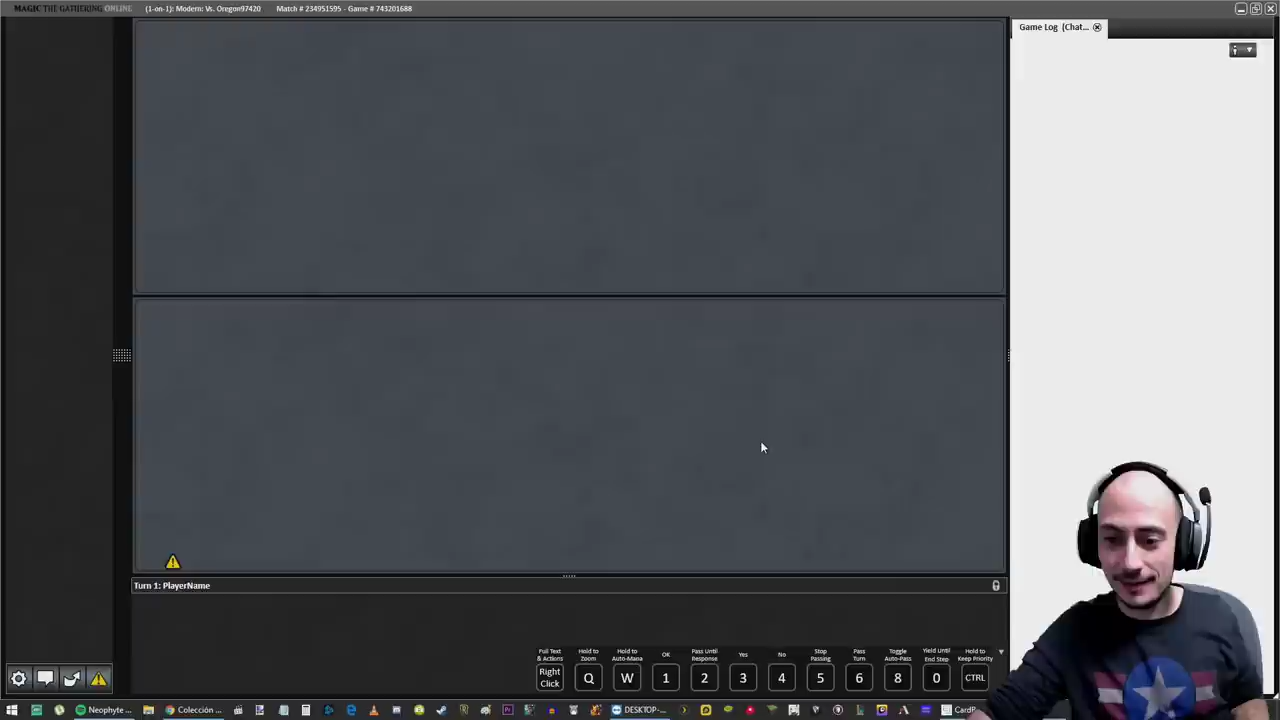 MAGIC THE GATHERING ONLINE (1-on-1): Modern: Vs. Oregon97420 Match # 234951595 - Game # 743201688
Game Log (Chat...
Turn 1: PlayerName
Full Text & Actions
Right Click
Hold to Zoom
Q
Hold to Auto-Mana
W
OK
1
Pass Until Response
2
Yes
3
No
4
Stop Passing
5
Pass Turn
6
Toggle Auto-Pass
8
Yield Until End Step
0
Hold to Keep Priority
CTRL
Neophyte ...
Colección ...
DESKTOP-...
CardB